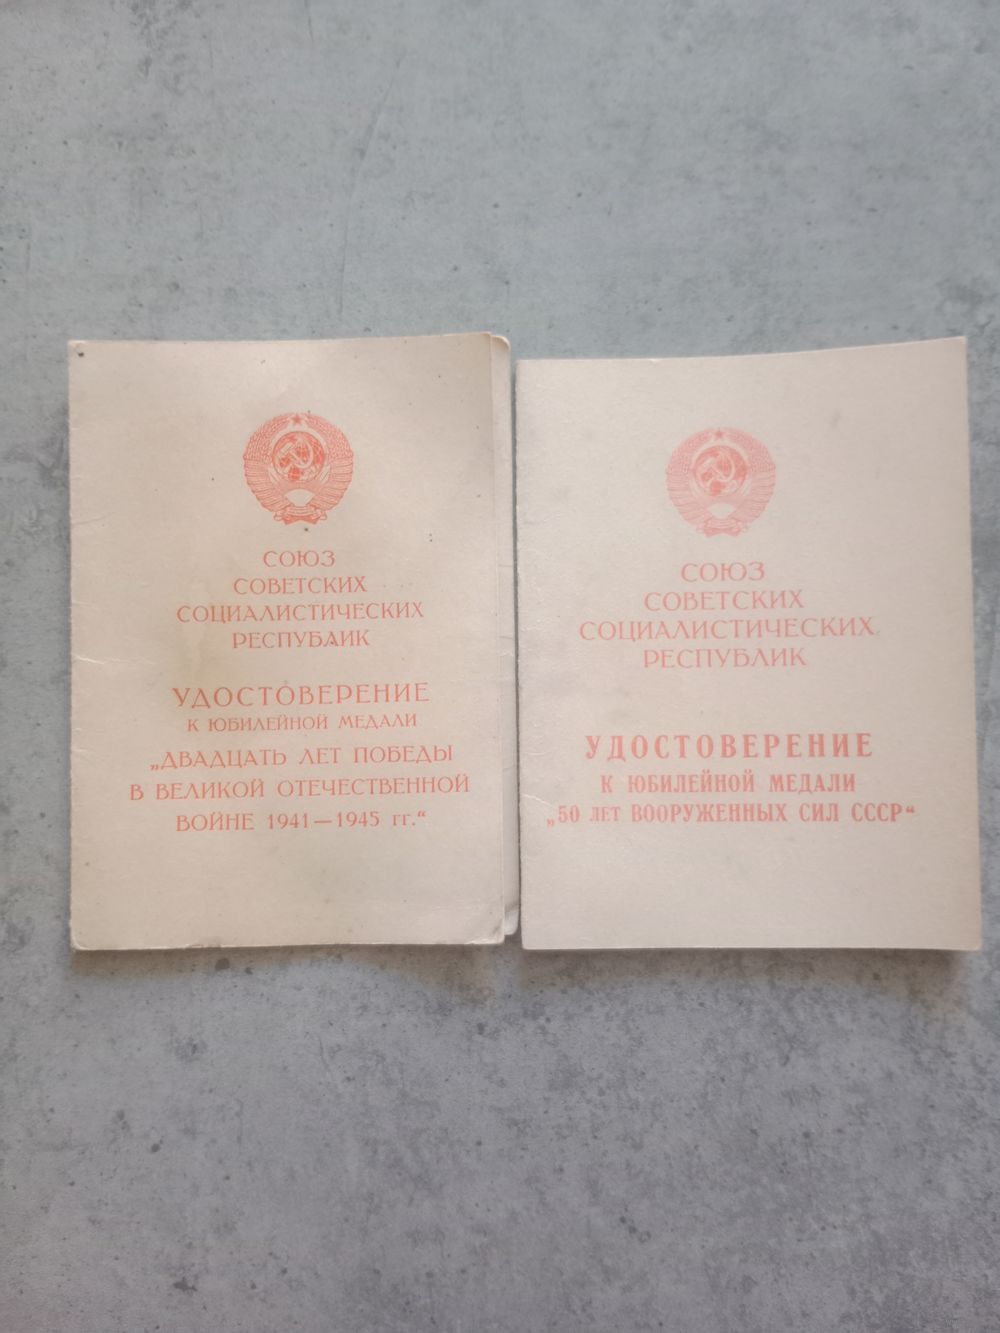 СОЮЗ
СОВЕТСКИХ
СОЦИАЛИСТИЧЕСКИХ
РЕСПУБЛИК
УДОСТОВЕРЕНИЕ
К ЮБИЛЕЙНОЙ МЕДАЛИ
„ДВАДЦАТЬ ЛЕТ ПОБЕДЫ
В ВЕЛИКОЙ ОТЕЧЕСТВЕННОЙ
ВОЙНЕ 1941—1945 гг.“
СОЮЗ
СОВЕТСКИХ
СОЦИАЛИСТИЧЕСКИХ
РЕСПУБЛИК
УДОСТОВЕРЕНИЕ
К ЮБИЛЕЙНОЙ МЕДАЛИ
„50 ЛЕТ ВООРУЖЕННЫХ СИЛ СССР“